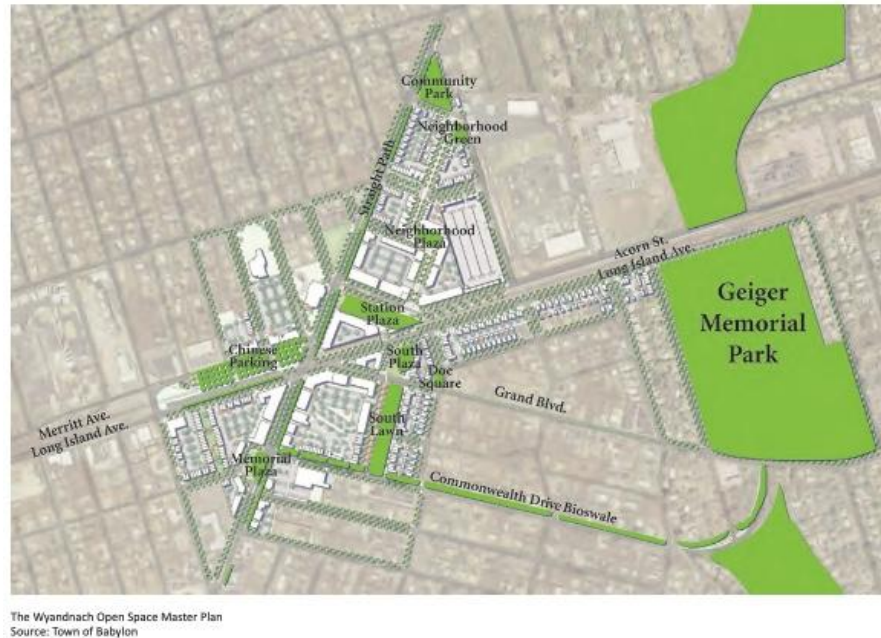 Community
Park
Neighborhood
Green
Straight Path
Neighborhood
Plaza
Acorn St.
Long Island Ave.
Geiger
Memorial
Park
Station
Plaza
Chinese
Parking
South
Plaza
Doe
Square
Grand Blvd.
South
Lawn
Merritt Ave.
Long Island Ave.
Memorial
Plaza
Commonwealth Drive Bioswale
The Wyandnach Open Space Master Plan
Source: Town of Babylon